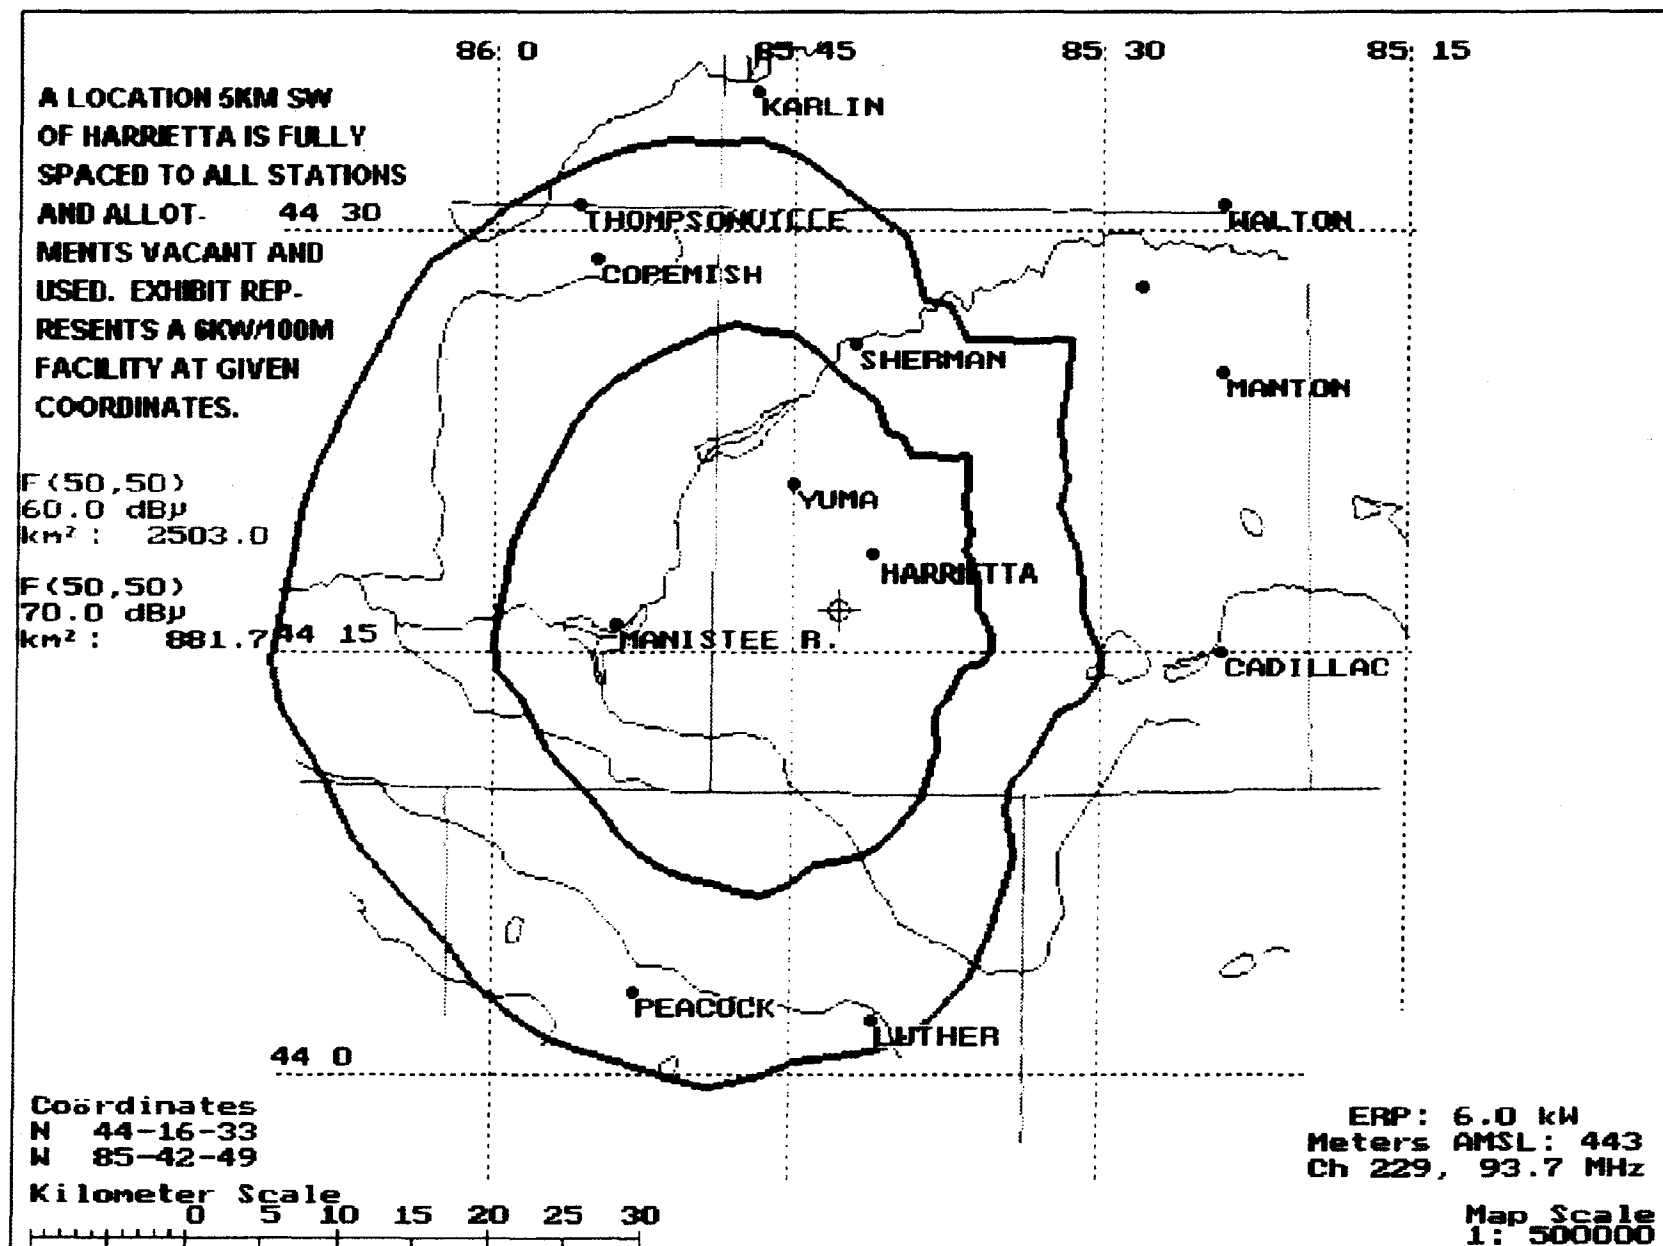 86 0 85 45 85 30 85 15
A LOCATION 5KM SW
OF HARRIETTA IS FULLY
SPACED TO ALL STATIONS
AND ALLOT-
MENTS VACANT AND
USED. EXHIBIT REP-
RESENTS A 6KW/100M
FACILITY AT GIVEN
COORDINATES.
KARLIN
44 30
THOMPSONVILLE
WALTON
COPEMISH
SHERMAN
MANTON
F(50,50)
60.0 dBµ
km²: 2503.0
F(50,50)
70.0 dBµ
km²: 881.7
YUMA
HARRIETTA
44 15
MANISTEE R.
CADILLAC
PEACOCK
LUTHER
44 0
Coordinates
N 44-16-33
W 85-42-49
Kilometer Scale
0 5 10 15 20 25 30
ERP: 6.0 kW
Meters AMSL: 443
Ch 229, 93.7 MHz
Map Scale
1: 500000